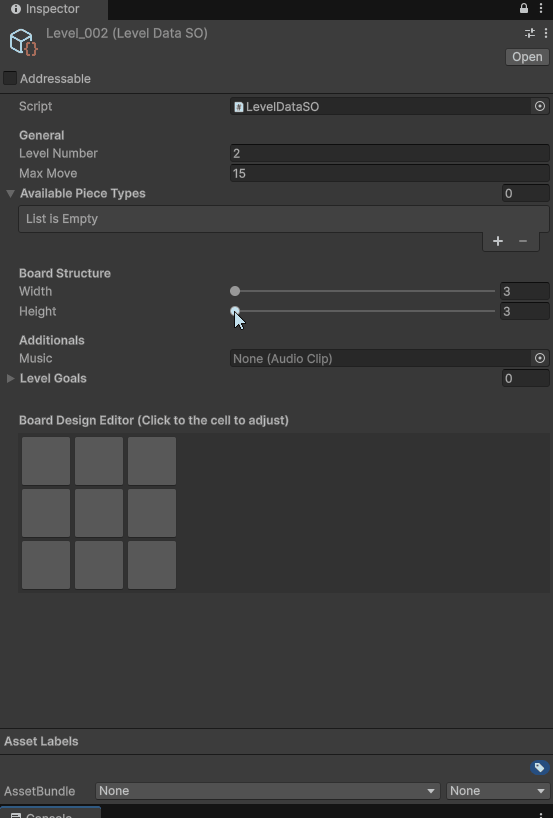 Inspector
Level_002 (Level Data SO)
Open
Addressable
Script LevelDataSO
General
Level Number 2
Max Move 15
Available Piece Types 0
List is Empty
+ −
Board Structure
Width 3
Height 3
Additionals
Music None (Audio Clip)
Level Goals 0
Board Design Editor (Click to the cell to adjust)
Asset Labels
AssetBundle None None
Console